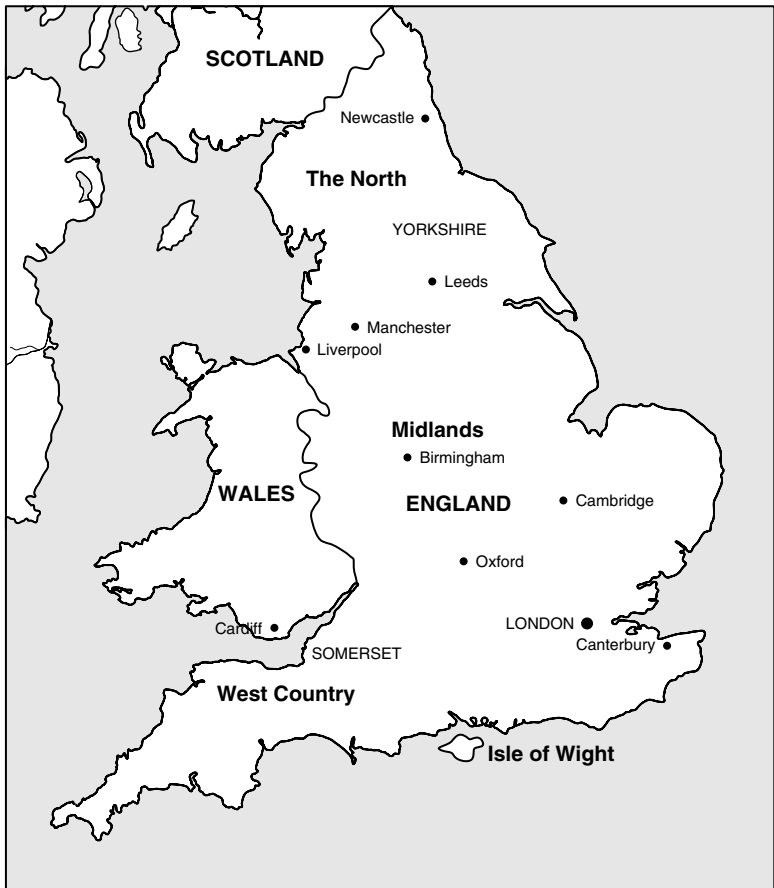 SCOTLAND
Newcastle
The North
YORKSHIRE
Leeds
Manchester
Liverpool
Midlands
Birmingham
WALES
ENGLAND
Cambridge
Oxford
LONDON
Cardiff
Canterbury
SOMERSET
West Country
Isle of Wight